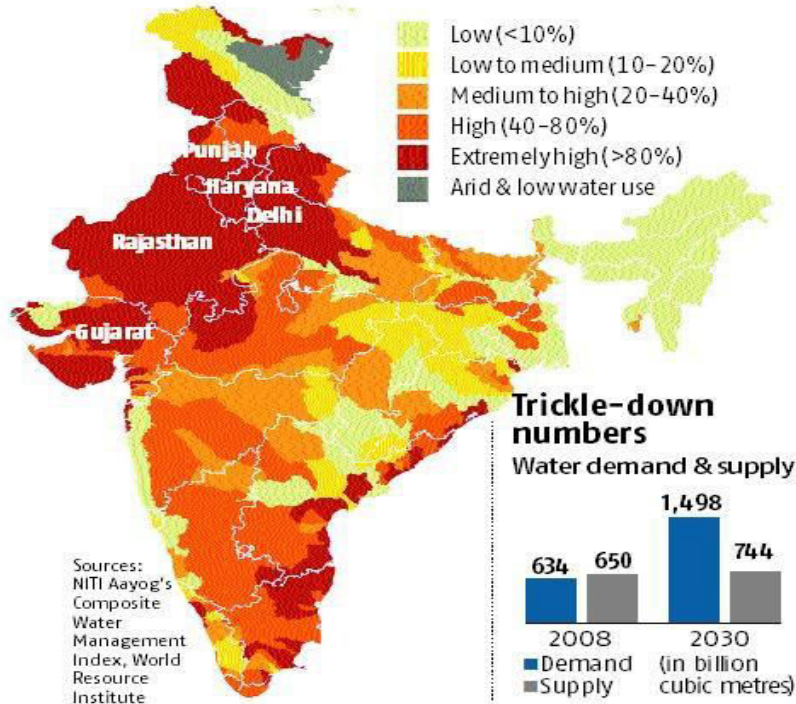 Low (<10%)
Low to medium (10-20%)
Medium to high (20-40%)
High (40-80%)
Extremely high (>80%)
Arid & low water use
Punjab
Haryana
Delhi
Rajasthan
Gujarat
Trickle-down
numbers
Water demand & supply
1,498
634
650
744
2008
2030
Demand
Supply
(in billion
cubic metres)
Sources:
NITI Aayog's
Composite
Water
Management
Index, World
Resource
Institute